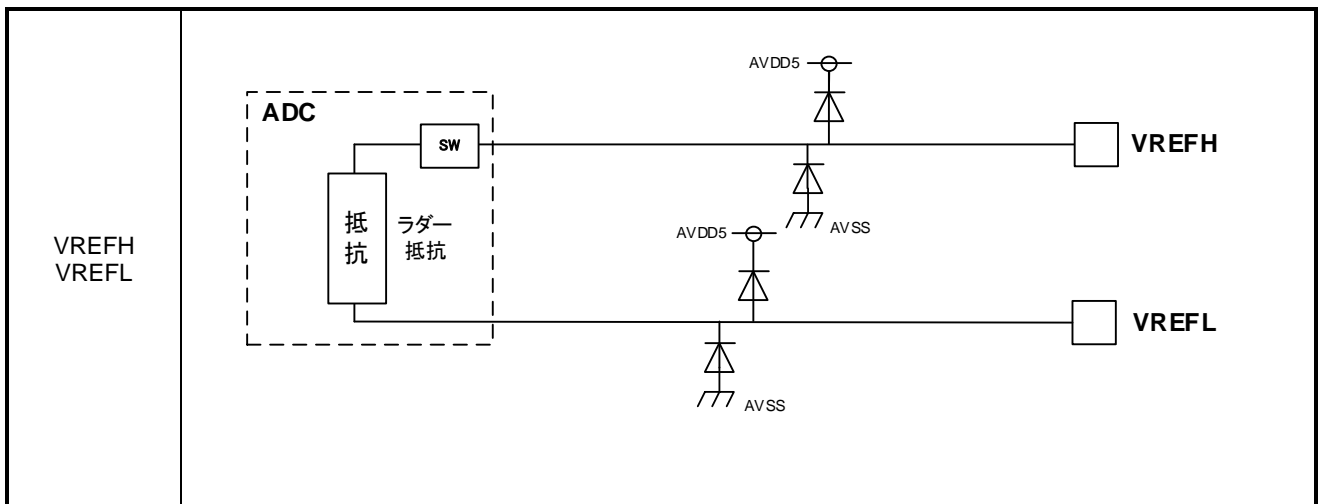 VREFH
VREFL
AVDD5
ADC
SW
VREFH
抵
抗
ラダー
抵抗
AVSS
AVDD5
VREFL
AVSS